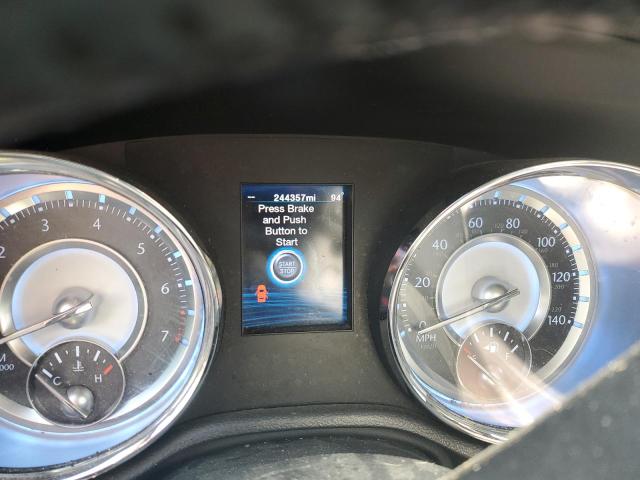 244357mi 94°
Press Brake
and Push
Button to
Start
START
STOP
2
3
4
5
6
7
000
C H
0
20
40
60
80
100
120
140
MPH